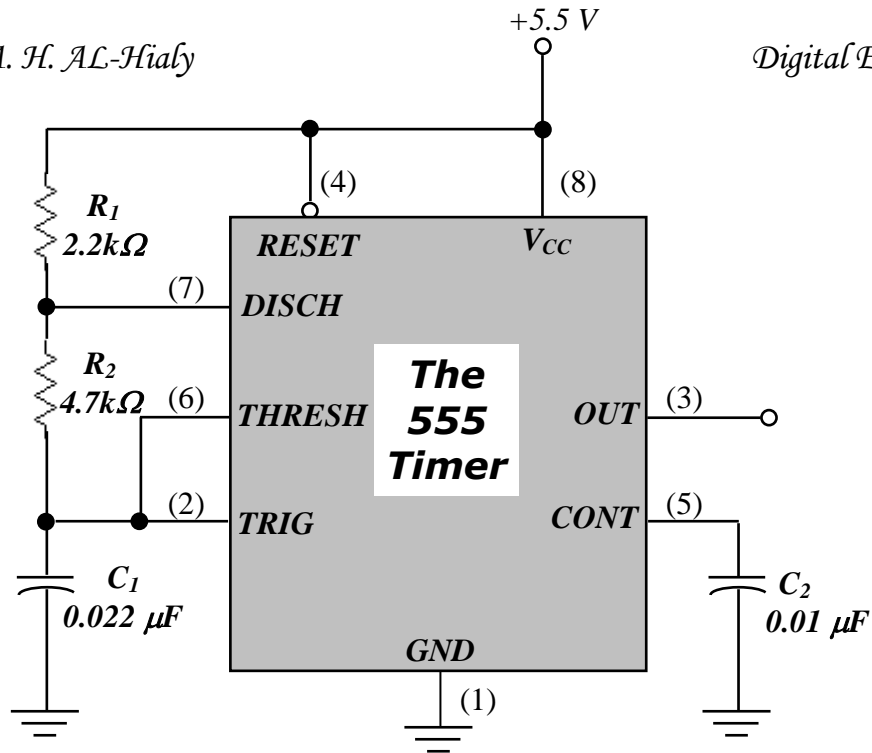 +5.5 V
A. H. AL-Hialy
Digital E
(4)
(8)
R1
2.2kΩ
RESET
VCC
(7)
DISCH
R2
4.7kΩ
(6)
THRESH
The
555
Timer
OUT
(3)
(2)
TRIG
CONT
(5)
C1
0.022 μF
C2
0.01 μF
GND
(1)